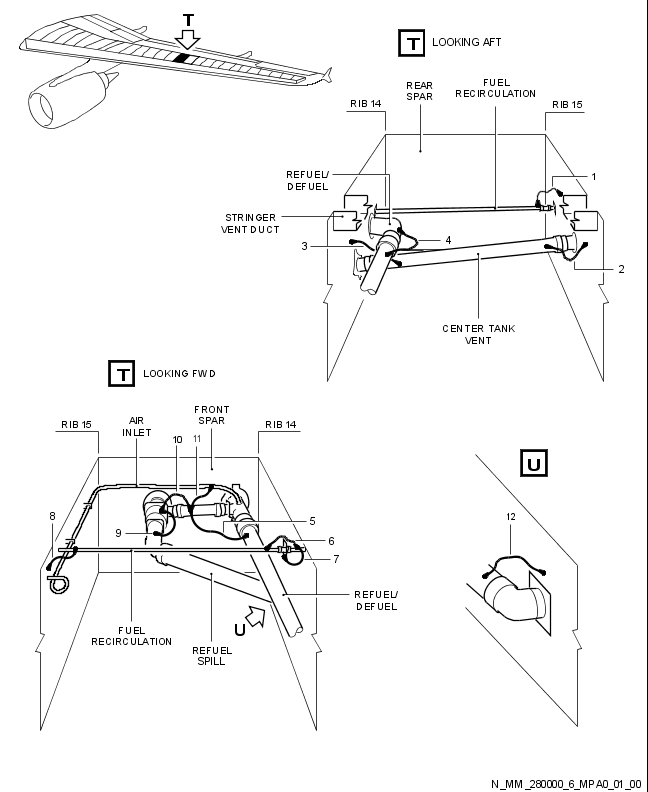 T
T LOOKING AFT
FUEL
RECIRCULATION
REAR
SPAR
RIB 14
RIB 15
REFUEL/
DEFUEL
1
STRINGER
VENT DUCT
3
4
2
CENTER TANK
VENT
T LOOKING FWD
FRONT
SPAR
AIR
INLET
RIB 15
RIB 14
10
11
8
9
5
6
7
REFUEL/
DEFUEL
FUEL
RECIRCULATION
U
REFUEL
SPILL
U
12
N_MM_280000_6_MPA0_01_00